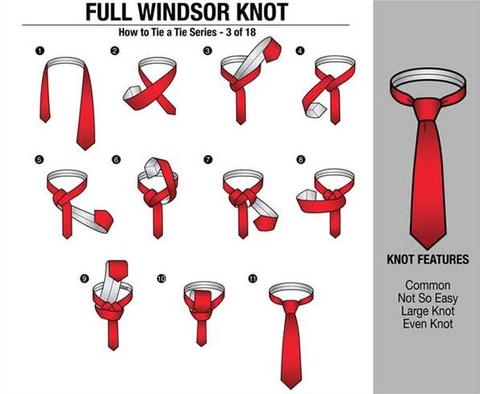 FULL WINDSOR KNOT
How to Tie a Tie Series - 3 of 18
1
2
3
4
5
6
7
8
9
10
11
KNOT FEATURES
Common
Not So Easy
Large Knot
Even Knot